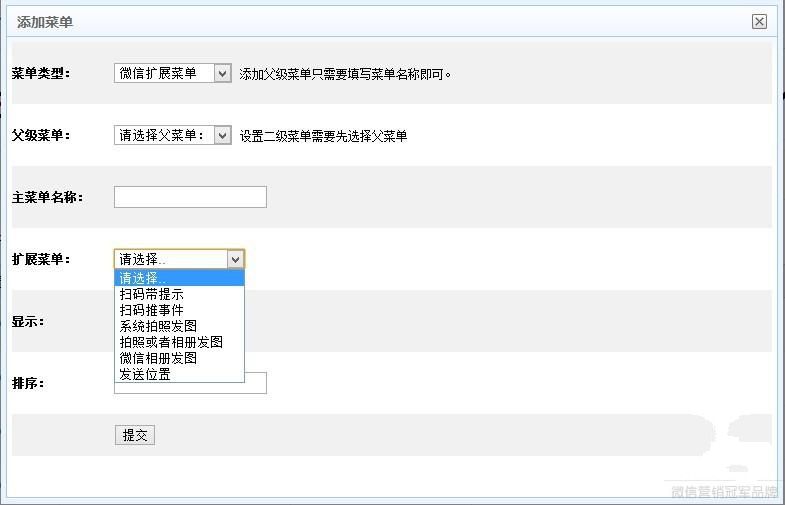 添加菜单
菜单类型： 微信扩展菜单 添加父级菜单只需要填写菜单名称即可。
父级菜单： 请选择父菜单： 设置二级菜单需要先选择父菜单
主菜单名称：
扩展菜单： 请选择..
请选择..
扫码带提示
扫码推事件
系统拍照发图
拍照或者相册发图
微信相册发图
发送位置
显示：
排序：
提交
微信营销冠军品牌